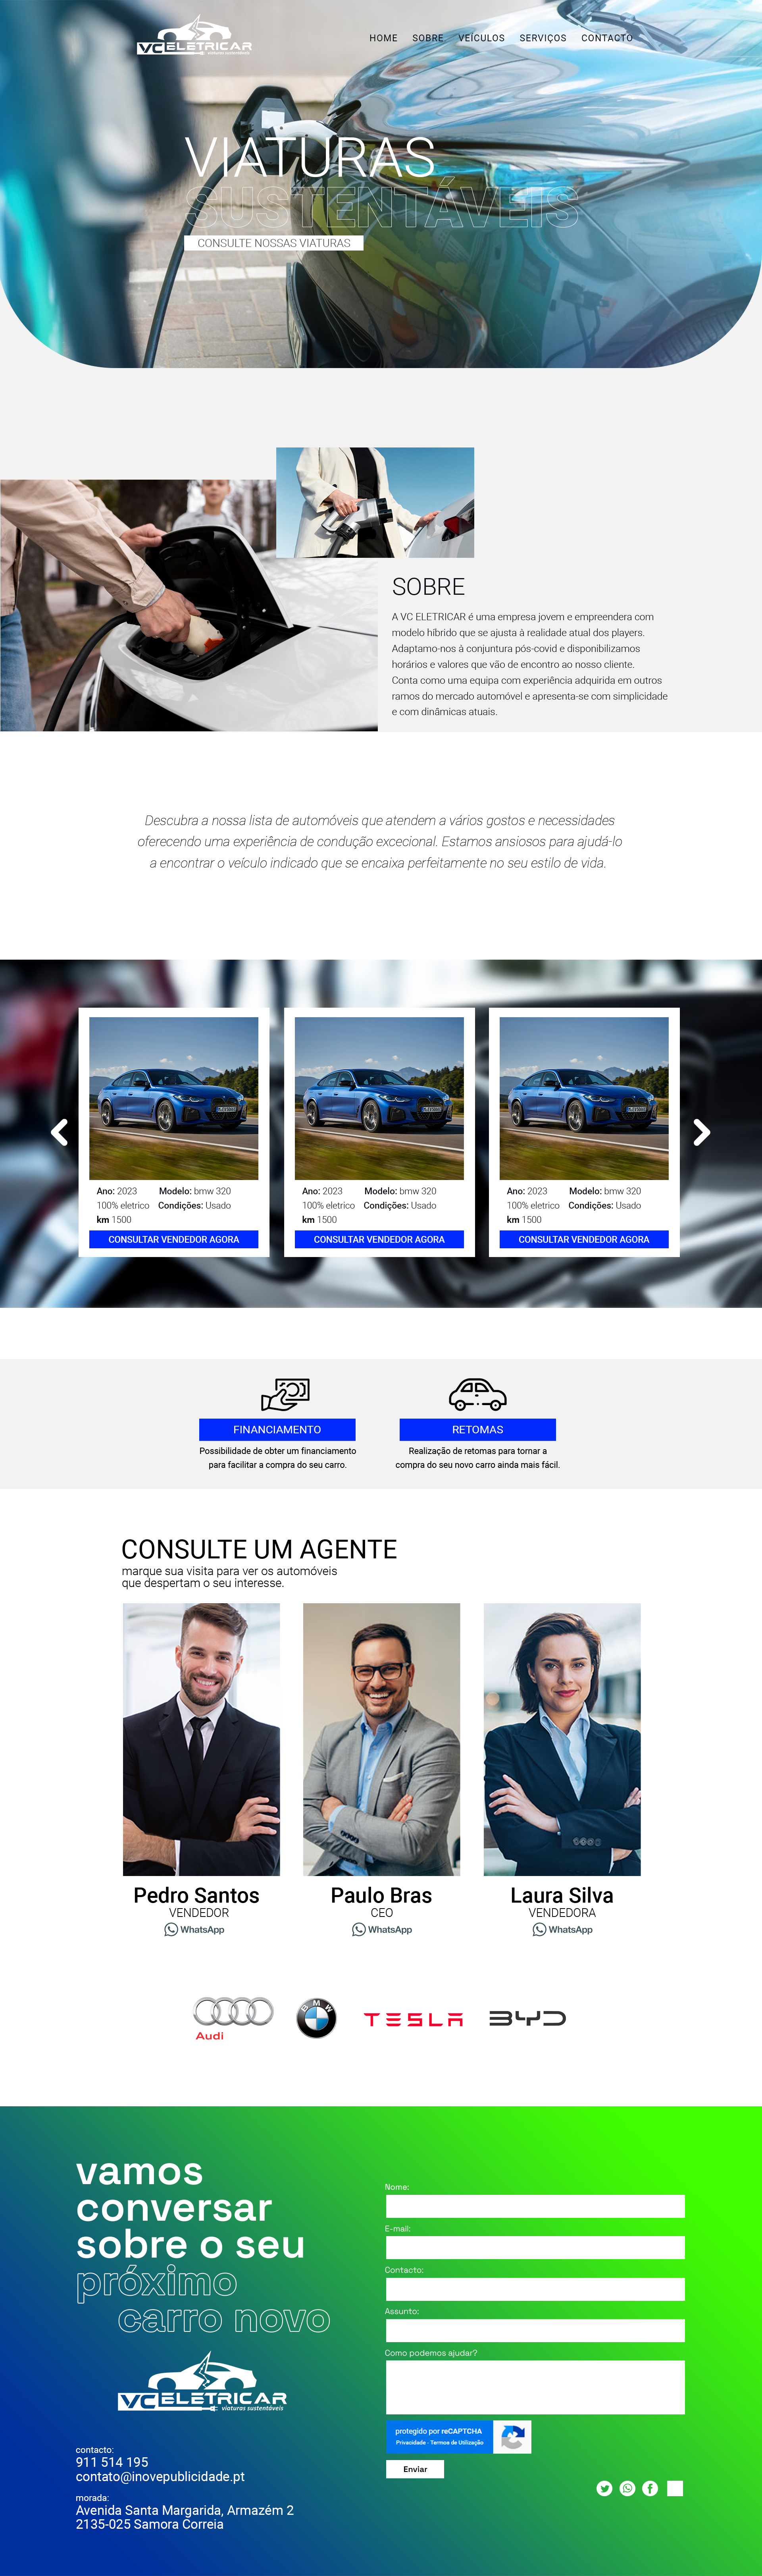 VC ELETRICAR
viaturas sustentáveis
HOME SOBRE VEÍCULOS SERVIÇOS CONTACTO
VIATURAS
SUSTENTÁVEIS
CONSULTE NOSSAS VIATURAS
SOBRE
A VC ELETRICAR é uma empresa jovem e empreendera com
modelo híbrido que se ajusta à realidade atual dos players.
Adaptamo-nos à conjuntura pós-covid e disponibilizamos
horários e valores que vão de encontro ao nosso cliente.
Conta como uma equipa com experiência adquirida em outros
ramos do mercado automóvel e apresenta-se com simplicidade
e com dinâmicas atuais.
Descubra a nossa lista de automóveis que atendem a vários gostos e necessidades
oferecendo uma experiência de condução excecional. Estamos ansiosos para ajudá-lo
a encontrar o veículo indicado que se encaixa perfeitamente no seu estilo de vida.
Ano: 2023 Modelo: bmw 320
100% eletrico Condições: Usado
km 1500
CONSULTAR VENDEDOR AGORA
Ano: 2023 Modelo: bmw 320
100% eletrico Condições: Usado
km 1500
CONSULTAR VENDEDOR AGORA
Ano: 2023 Modelo: bmw 320
100% eletrico Condições: Usado
km 1500
CONSULTAR VENDEDOR AGORA
FINANCIAMENTO
Possibilidade de obter um financiamento
para facilitar a compra do seu carro.
RETOMAS
Realização de retomas para tornar a
compra do seu novo carro ainda mais fácil.
CONSULTE UM AGENTE
marque sua visita para ver os automóveis
que despertam o seu interesse.
Pedro Santos
VENDEDOR
WhatsApp
Paulo Bras
CEO
WhatsApp
Laura Silva
VENDEDORA
WhatsApp
Audi
BMW
TESLA
BYD
vamos
conversar
sobre o seu
próximo
carro novo
VC ELETRICAR
viaturas sustentáveis
contacto:
911 514 195
contato@inovepublicidade.pt
morada:
Avenida Santa Margarida, Armazém 2
2135-025 Samora Correia
Nome:
E-mail:
Contacto:
Assunto:
Como podemos ajudar?
protegido por reCAPTCHA
Privacidade - Termos de Utilização
Enviar